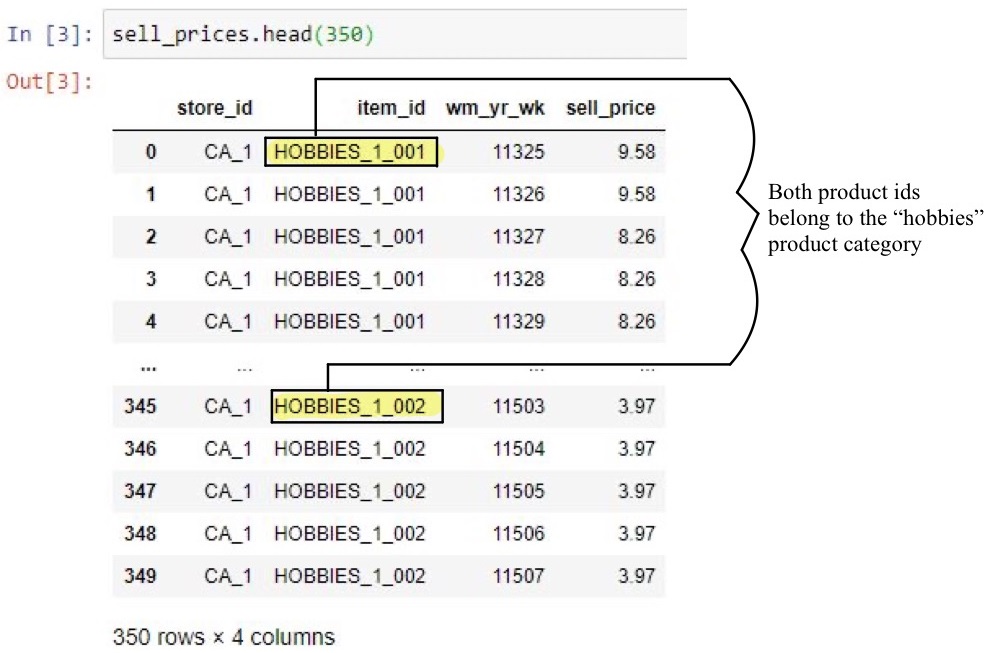 In [3]: sell_prices.head(350)
Out[3]:
store_id item_id wm_yr_wk sell_price
0 CA_1 HOBBIES_1_001 11325 9.58
1 CA_1 HOBBIES_1_001 11326 9.58
2 CA_1 HOBBIES_1_001 11327 8.26
3 CA_1 HOBBIES_1_001 11328 8.26
4 CA_1 HOBBIES_1_001 11329 8.26
... ... ... ... ...
345 CA_1 HOBBIES_1_002 11503 3.97
346 CA_1 HOBBIES_1_002 11504 3.97
347 CA_1 HOBBIES_1_002 11505 3.97
348 CA_1 HOBBIES_1_002 11506 3.97
349 CA_1 HOBBIES_1_002 11507 3.97
350 rows × 4 columns
Both product ids
belong to the “hobbies”
product category